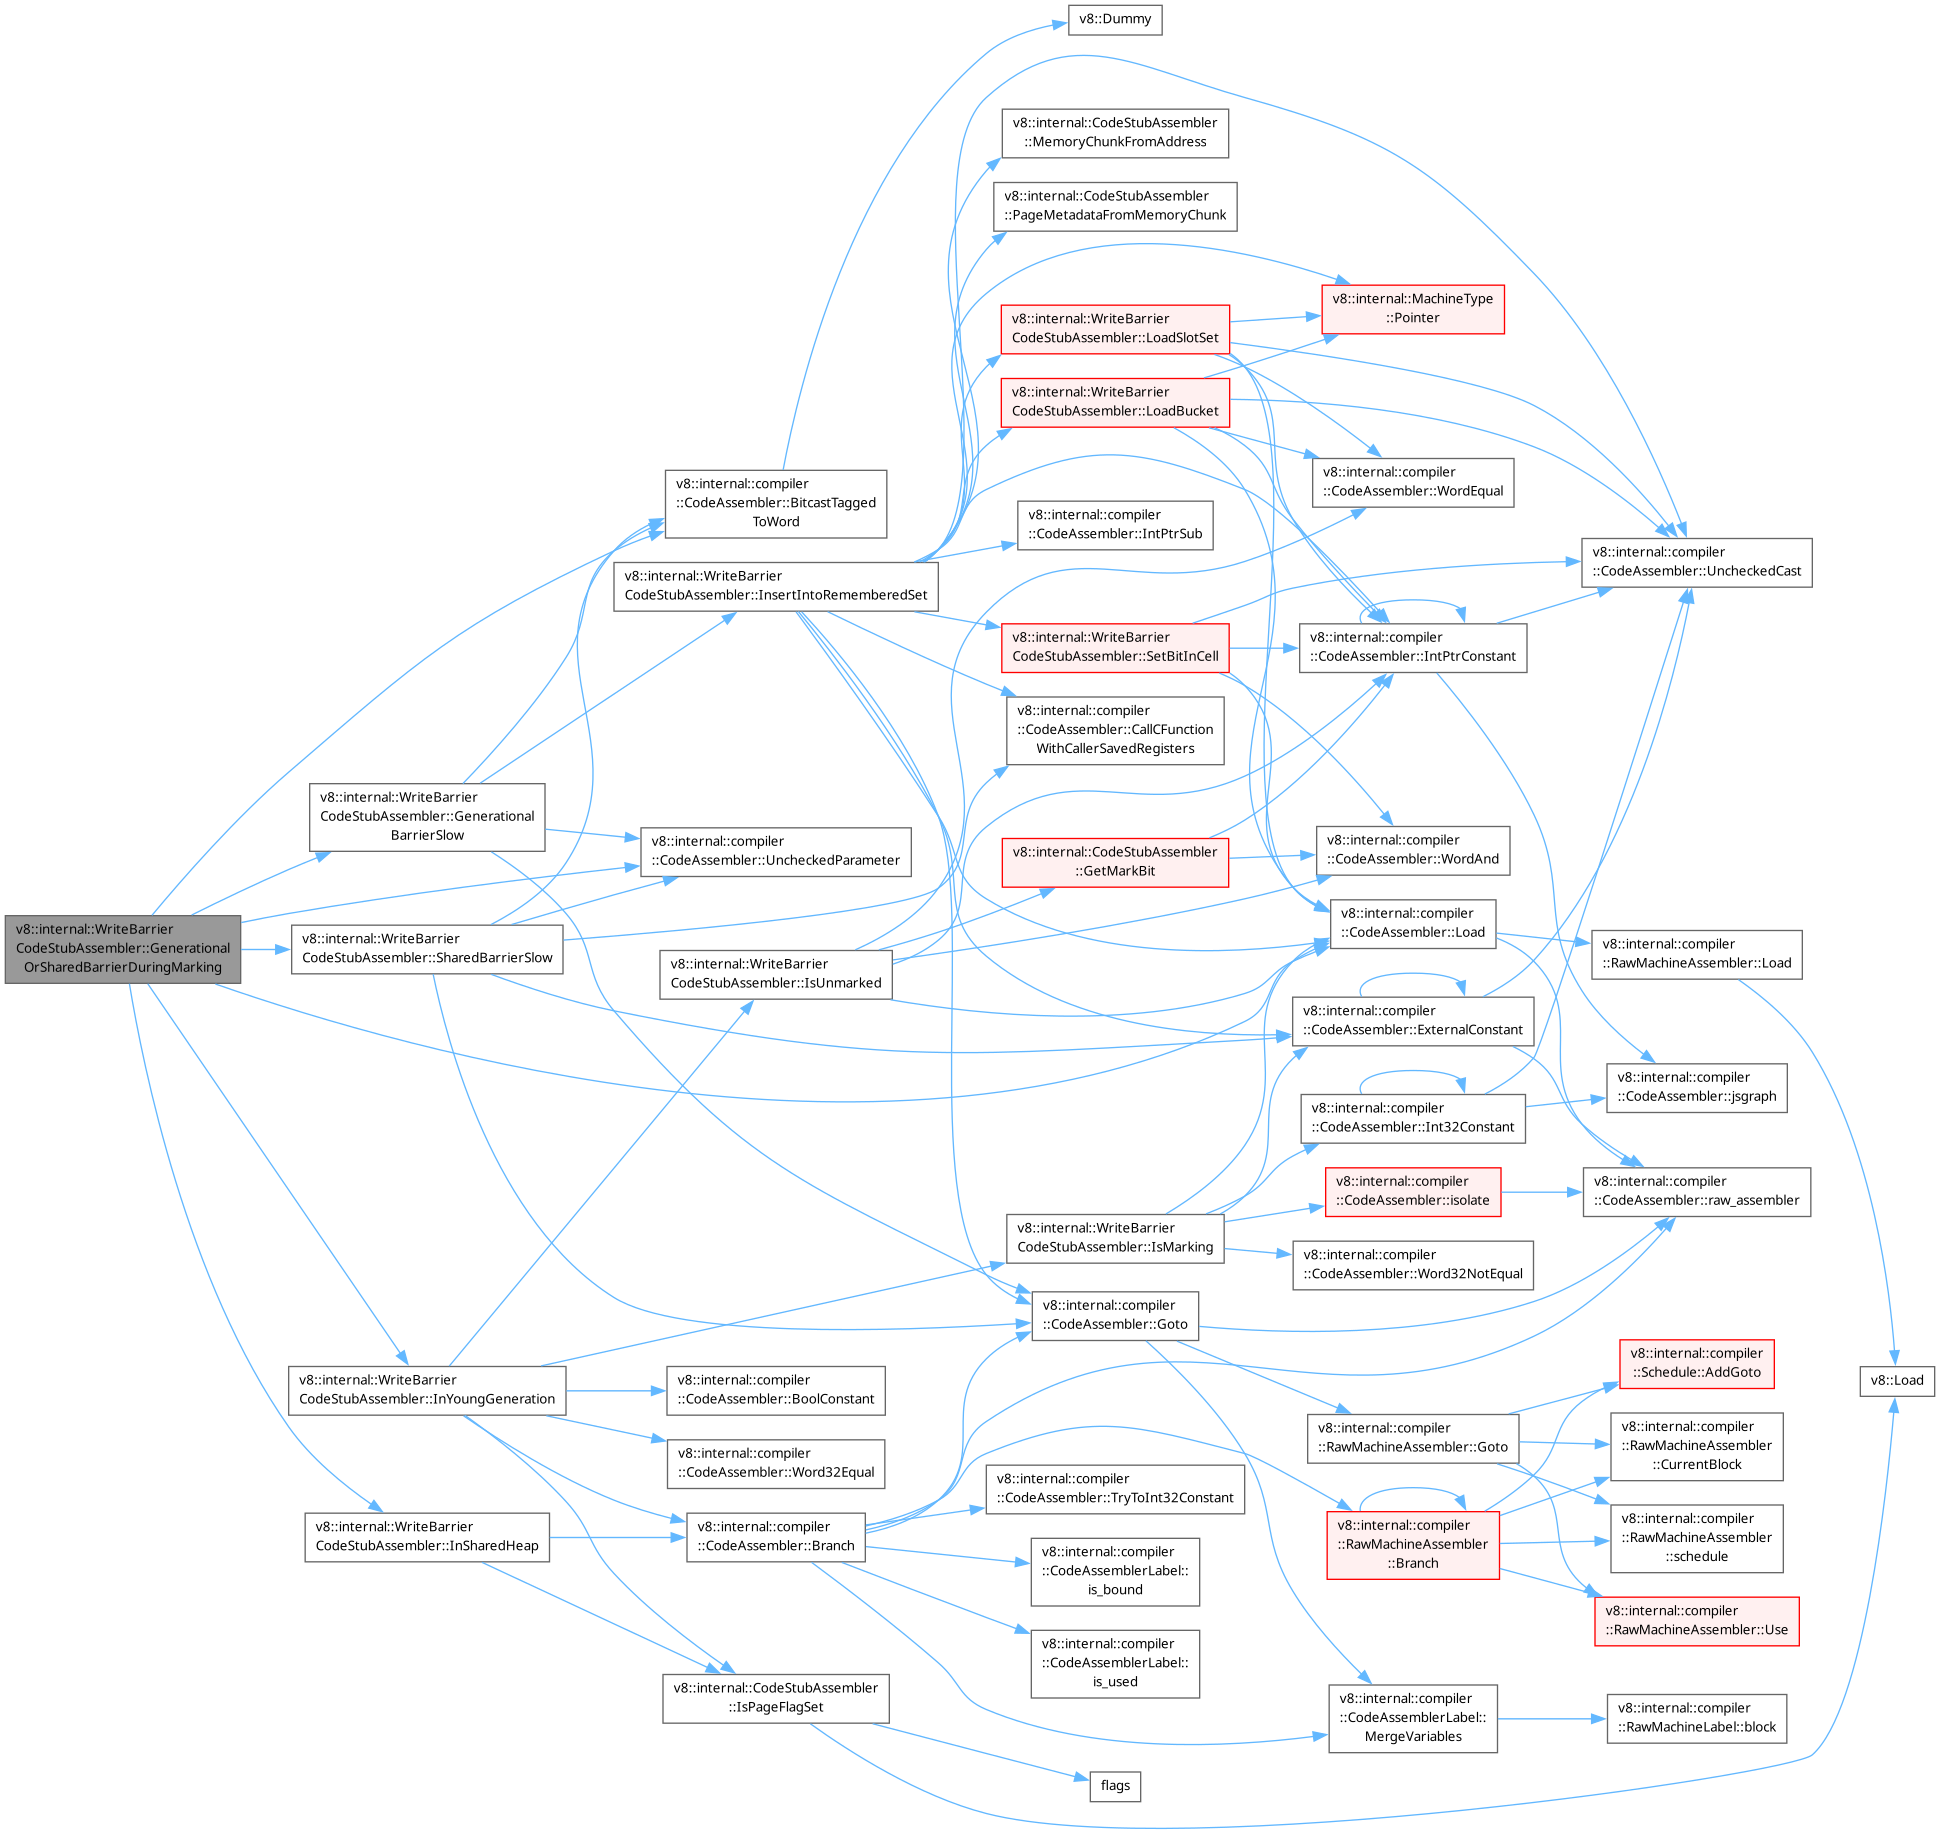 v8::internal::WriteBarrier
CodeStubAssembler::Generational
OrSharedBarrierDuringMarking
v8::internal::WriteBarrier
CodeStubAssembler::Generational
BarrierSlow
v8::internal::WriteBarrier
CodeStubAssembler::SharedBarrierSlow
v8::internal::WriteBarrier
CodeStubAssembler::InYoungGeneration
v8::internal::WriteBarrier
CodeStubAssembler::InSharedHeap
v8::internal::compiler
::CodeAssembler::BitcastTagged
ToWord
v8::internal::WriteBarrier
CodeStubAssembler::InsertIntoRememberedSet
v8::internal::compiler
::CodeAssembler::UncheckedParameter
v8::internal::WriteBarrier
CodeStubAssembler::IsUnmarked
v8::internal::compiler
::CodeAssembler::BoolConstant
v8::internal::compiler
::CodeAssembler::Word32Equal
v8::internal::compiler
::CodeAssembler::Branch
v8::internal::CodeStubAssembler
::IsPageFlagSet
v8::Dummy
v8::internal::CodeStubAssembler
::MemoryChunkFromAddress
v8::internal::CodeStubAssembler
::PageMetadataFromMemoryChunk
v8::internal::WriteBarrier
CodeStubAssembler::LoadSlotSet
v8::internal::WriteBarrier
CodeStubAssembler::LoadBucket
v8::internal::compiler
::CodeAssembler::IntPtrSub
v8::internal::WriteBarrier
CodeStubAssembler::SetBitInCell
v8::internal::compiler
::CodeAssembler::CallCFunction
WithCallerSavedRegisters
v8::internal::CodeStubAssembler
::GetMarkBit
v8::internal::WriteBarrier
CodeStubAssembler::IsMarking
v8::internal::compiler
::CodeAssembler::Goto
v8::internal::compiler
::CodeAssembler::TryToInt32Constant
v8::internal::compiler
::CodeAssemblerLabel::
is_bound
v8::internal::compiler
::CodeAssemblerLabel::
is_used
flags
v8::internal::MachineType
::Pointer
v8::internal::compiler
::CodeAssembler::WordEqual
v8::internal::compiler
::CodeAssembler::IntPtrConstant
v8::internal::compiler
::CodeAssembler::WordAnd
v8::internal::compiler
::CodeAssembler::Load
v8::internal::compiler
::CodeAssembler::ExternalConstant
v8::internal::compiler
::CodeAssembler::Int32Constant
v8::internal::compiler
::CodeAssembler::isolate
v8::internal::compiler
::CodeAssembler::Word32NotEqual
v8::internal::compiler
::RawMachineAssembler::Goto
v8::internal::compiler
::RawMachineAssembler
::Branch
v8::internal::compiler
::CodeAssemblerLabel::
MergeVariables
v8::internal::compiler
::CodeAssembler::UncheckedCast
v8::internal::compiler
::RawMachineAssembler::Load
v8::internal::compiler
::CodeAssembler::jsgraph
v8::internal::compiler
::CodeAssembler::raw_assembler
v8::internal::compiler
::Schedule::AddGoto
v8::internal::compiler
::RawMachineAssembler
::CurrentBlock
v8::internal::compiler
::RawMachineAssembler
::schedule
v8::internal::compiler
::RawMachineAssembler::Use
v8::internal::compiler
::RawMachineLabel::block
v8::Load